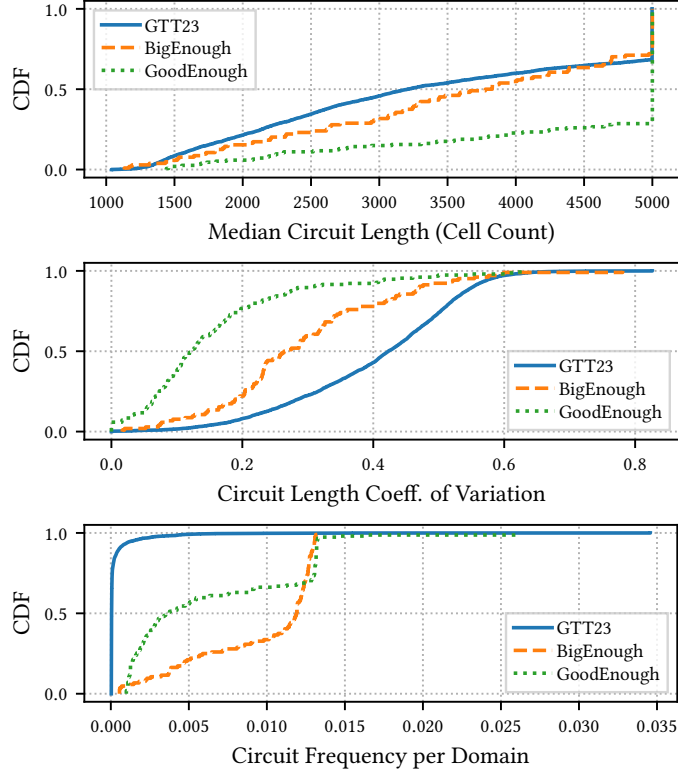 1.0
0.5
0.0
CDF
GTT23
BigEnough
GoodEnough
1000 1500 2000 2500 3000 3500 4000 4500 5000
Median Circuit Length (Cell Count)
1.0
0.5
0.0
CDF
GTT23
BigEnough
GoodEnough
0.0 0.2 0.4 0.6 0.8
Circuit Length Coeff. of Variation
1.0
0.5
0.0
CDF
GTT23
BigEnough
GoodEnough
0.000 0.005 0.010 0.015 0.020 0.025 0.030 0.035
Circuit Frequency per Domain